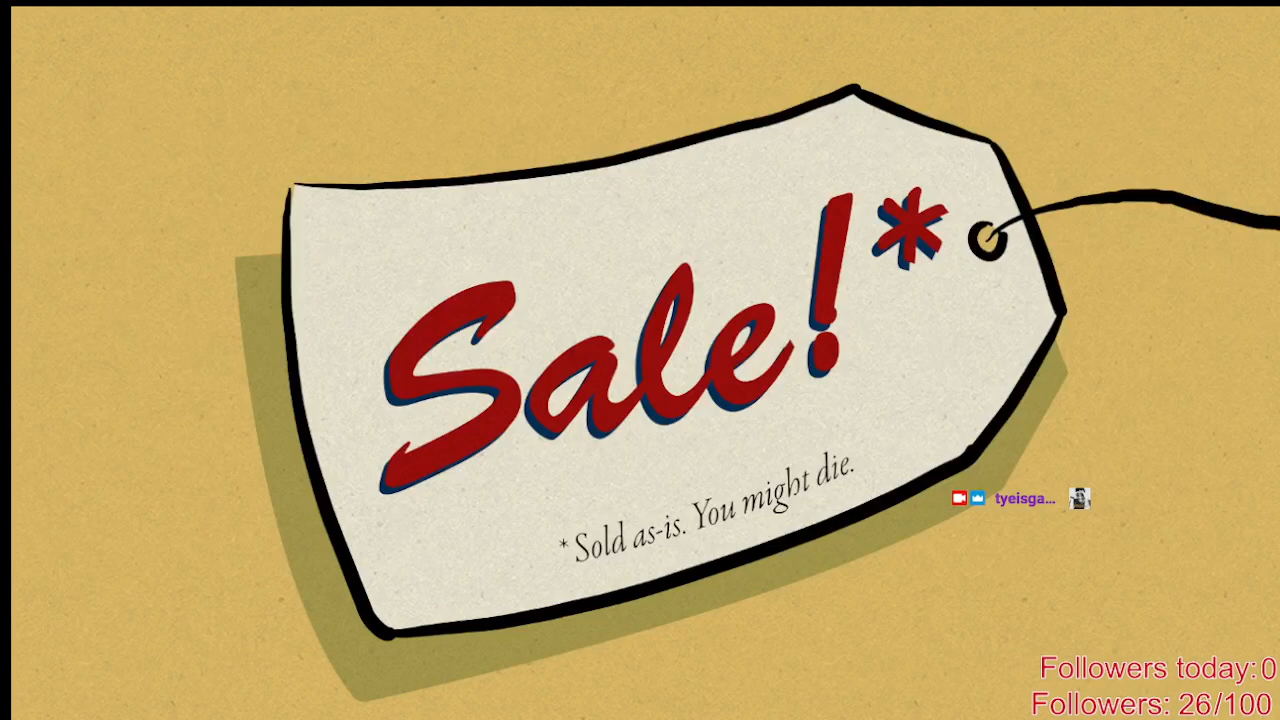 Sale!*
*Sold as-is. You might die.
tyeisga...
Followers today:0
Followers: 26/100